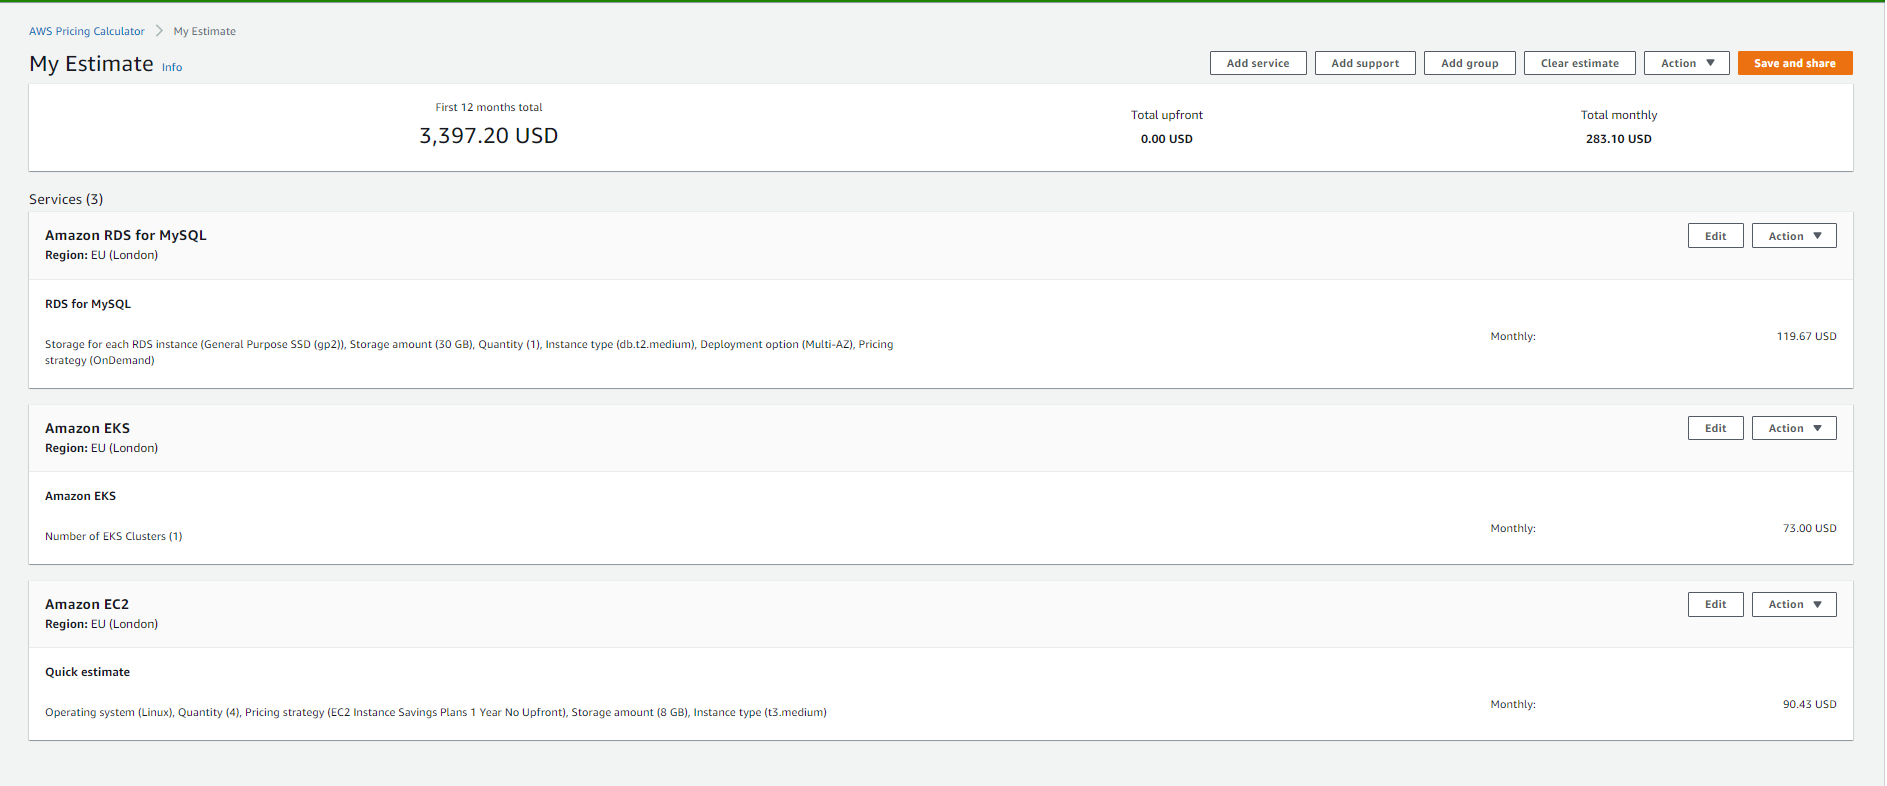 AWS Pricing Calculator > My Estimate
My Estimate Info
Add service Add support Add group Clear estimate Action ▼ Save and share
First 12 months total
3,397.20 USD
Total upfront
0.00 USD
Total monthly
283.10 USD
Services (3)
Amazon RDS for MySQL
Region: EU (London)
Edit Action ▼
RDS for MySQL
Storage for each RDS instance (General Purpose SSD (gp2)), Storage amount (30 GB), Quantity (1), Instance type (db.t2.medium), Deployment option (Multi-AZ), Pricing
strategy (OnDemand)
Monthly: 119.67 USD
Amazon EKS
Region: EU (London)
Edit Action ▼
Amazon EKS
Number of EKS Clusters (1)
Monthly: 73.00 USD
Amazon EC2
Region: EU (London)
Edit Action ▼
Quick estimate
Operating system (Linux), Quantity (4), Pricing strategy (EC2 Instance Savings Plans 1 Year No Upfront), Storage amount (8 GB), Instance type (t3.medium)
Monthly: 90.43 USD